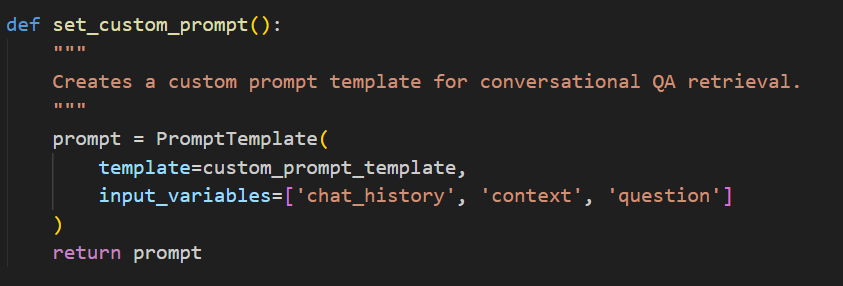 def set_custom_prompt():
    """
    Creates a custom prompt template for conversational QA retrieval.
    """
    prompt = PromptTemplate(
        template=custom_prompt_template,
        input_variables=['chat_history', 'context', 'question']
    )
    return prompt